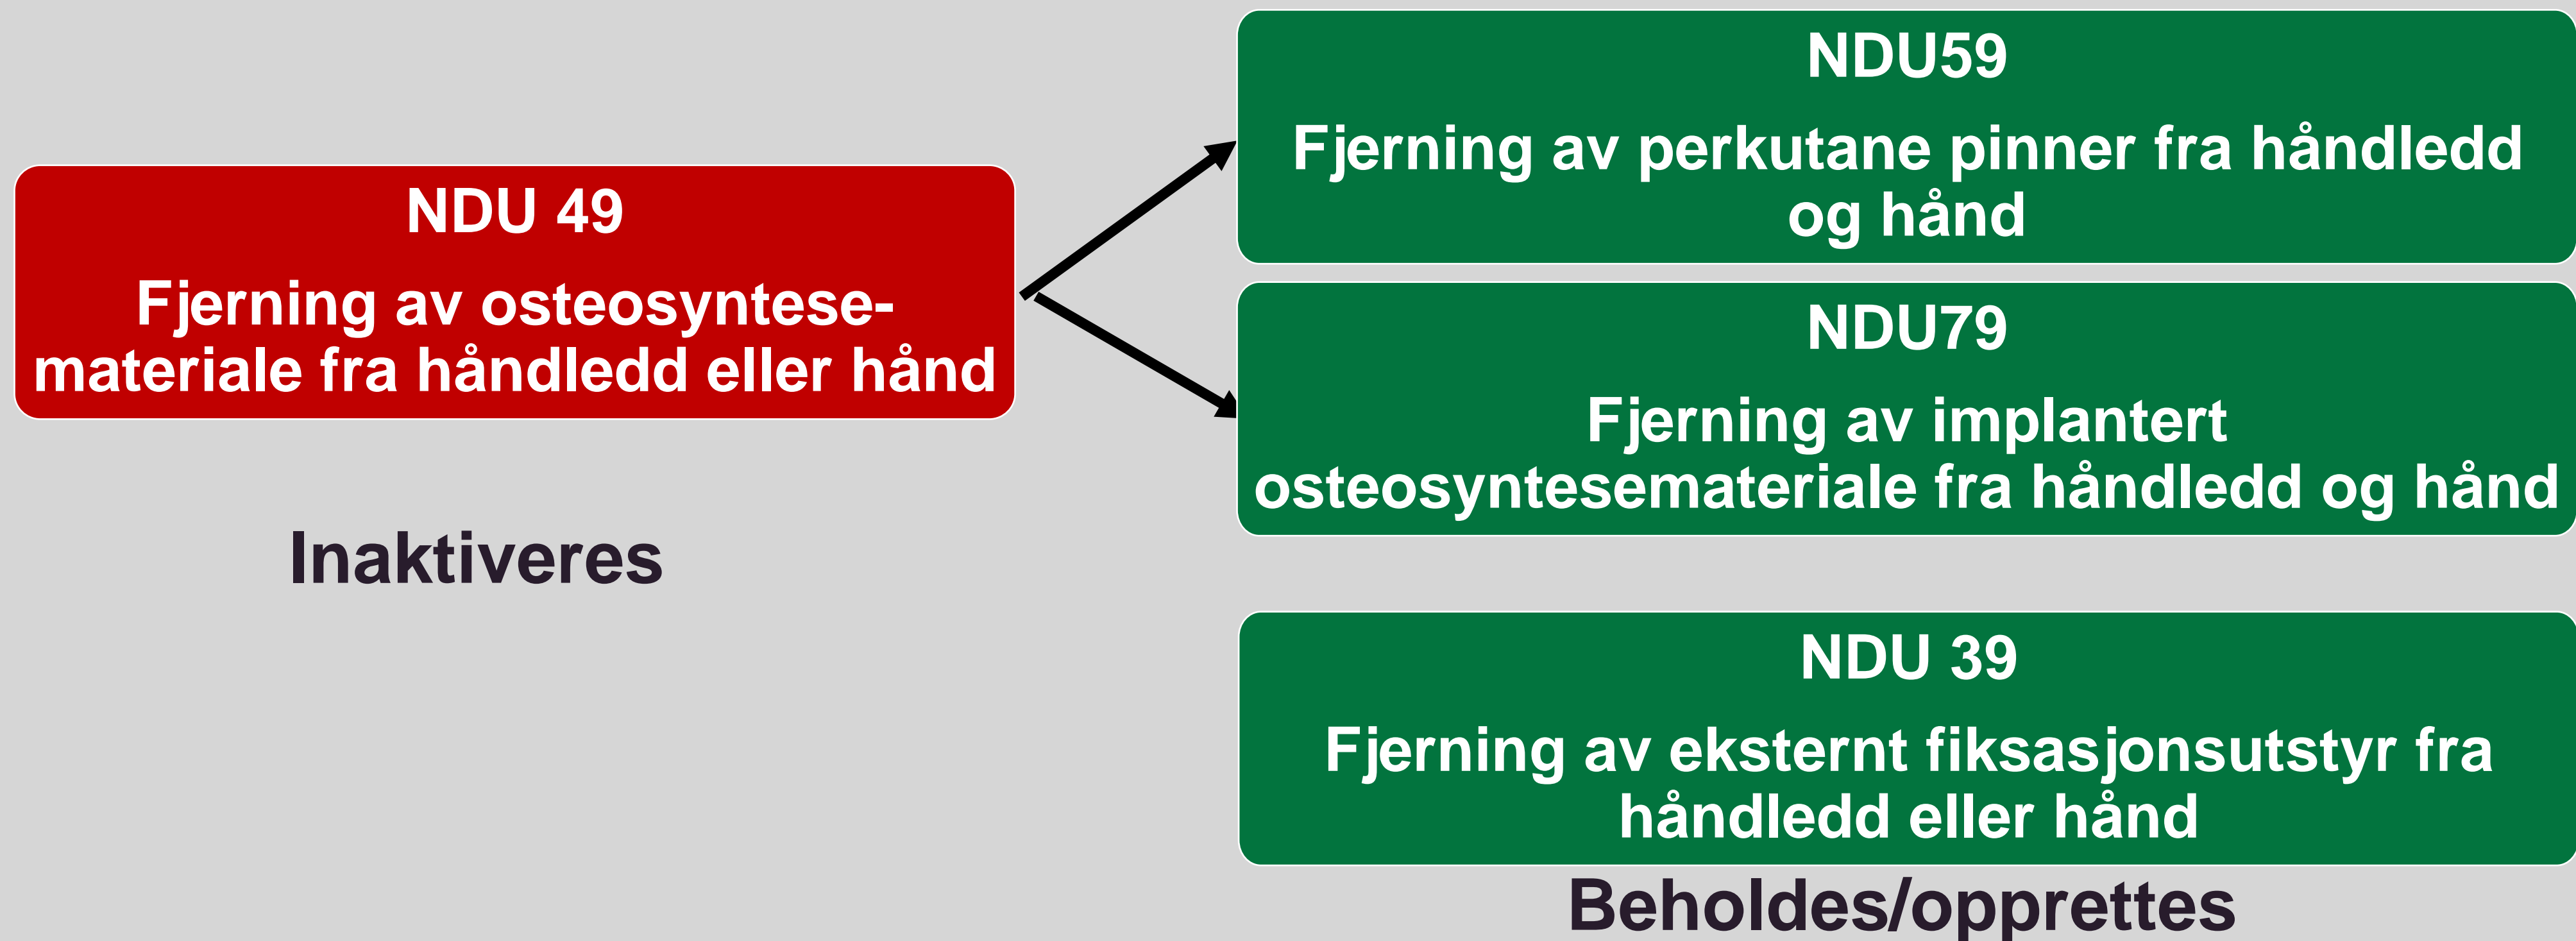 NDU 49
Fjerning av osteosyntese-
materiale fra håndledd eller hånd
Inaktiveres
NDU59
Fjerning av perkutane pinner fra håndledd
og hånd
NDU79
Fjerning av implantert
osteosyntesemateriale fra håndledd og hånd
NDU 39
Fjerning av eksternt fiksasjonsutstyr fra
håndledd eller hånd
Beholdes/opprettes